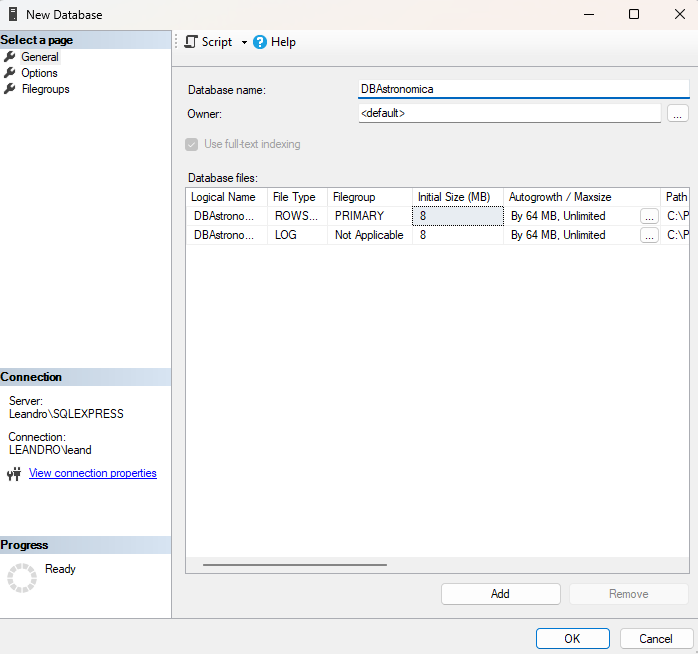 New Database
Select a page
General
Options
Filegroups
Script
Help
Database name: DBAstronomica
Owner: <default> ...
Use full-text indexing
Database files:
Logical Name File Type Filegroup Initial Size (MB) Autogrowth / Maxsize Path
DBAstrono... ROWS... PRIMARY 8 By 64 MB, Unlimited ... C:\P
DBAstrono... LOG Not Applicable 8 By 64 MB, Unlimited ... C:\P
Connection
Server:
Leandro\SQLEXPRESS
Connection:
LEANDRO\leand
View connection properties
Progress
Ready
Add Remove
OK Cancel